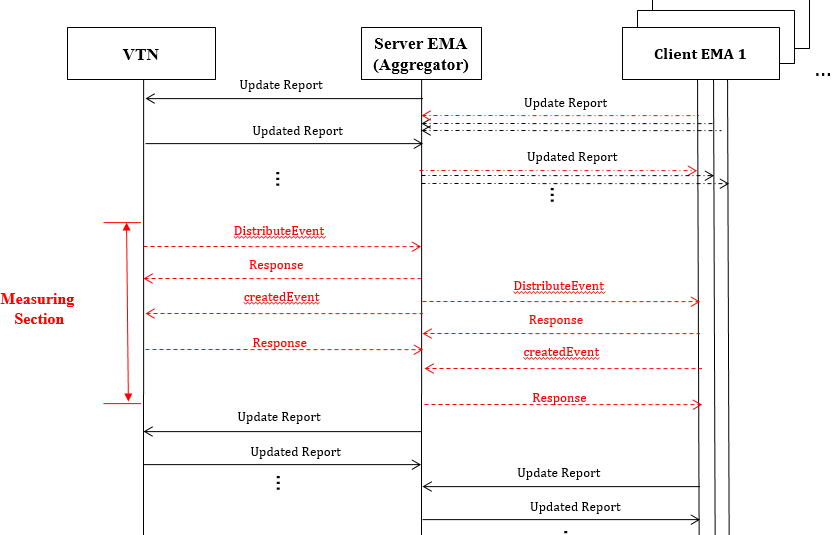 VTN
Server EMA
(Aggregator)
Client EMA 1
...
Update Report
Update Report
Updated Report
Updated Report
...
...
DistributeEvent
Response
createdEvent
DistributeEvent
Measuring
Section
Response
Response
createdEvent
Response
Update Report
Updated Report
Update Report
...
Updated Report